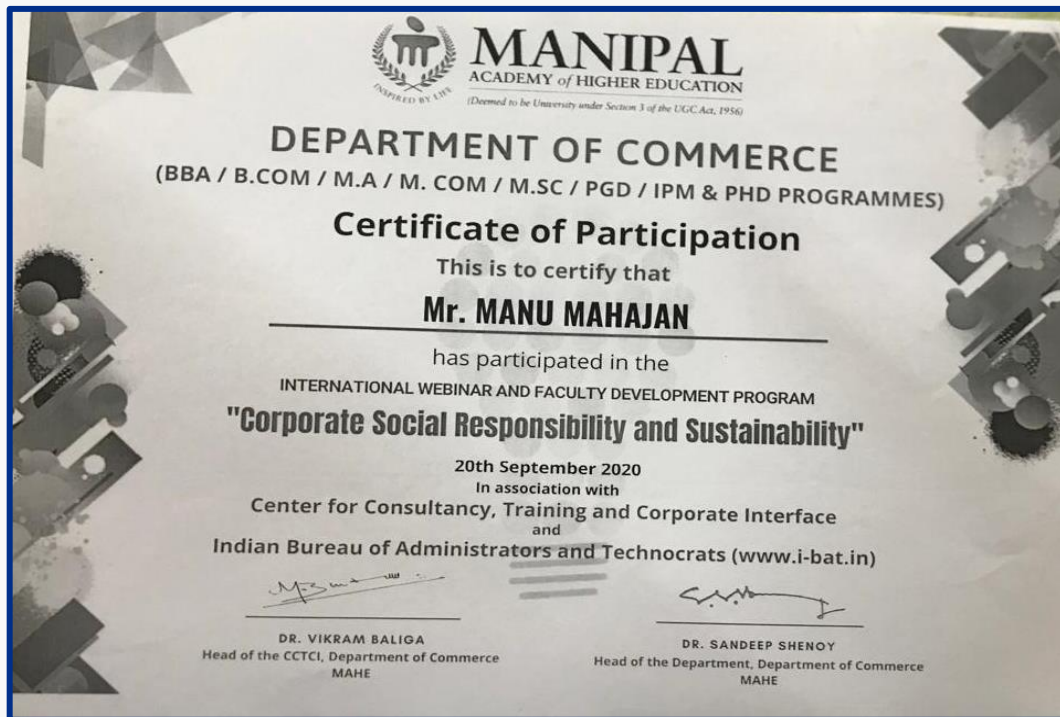 MANIPAL
ACADEMY of HIGHER EDUCATION
INSPIRED BY LIFE
(Deemed to be University under Section 3 of the UGC Act, 1956)
DEPARTMENT OF COMMERCE
(BBA / B.COM / M.A / M. COM / M.SC / PGD / IPM & PHD PROGRAMMES)
Certificate of Participation
This is to certify that
Mr. MANU MAHAJAN
has participated in the
INTERNATIONAL WEBINAR AND FACULTY DEVELOPMENT PROGRAM
"Corporate Social Responsibility and Sustainability"
20th September 2020
In association with
Center for Consultancy, Training and Corporate Interface
and
Indian Bureau of Administrators and Technocrats (www.i-bat.in)
DR. VIKRAM BALIGA
Head of the CCTCI, Department of Commerce
MAHE
DR. SANDEEP SHENOY
Head of the Department, Department of Commerce
MAHE